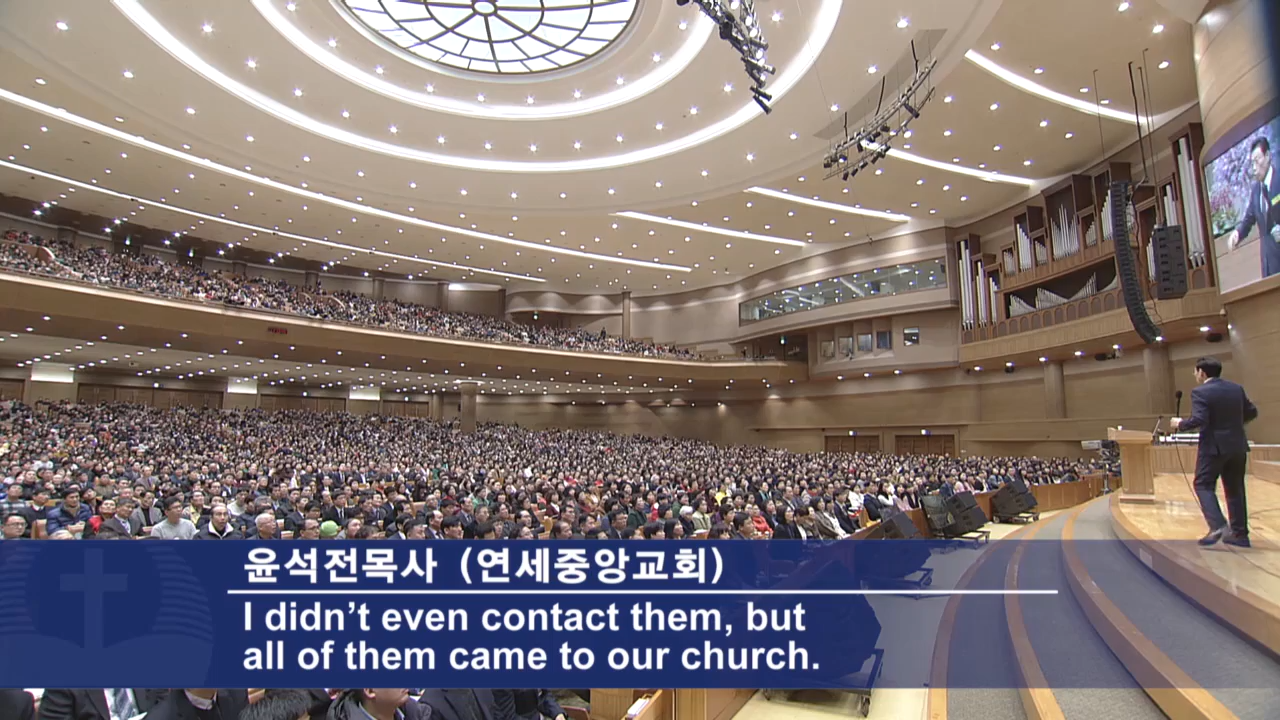 윤석전목사 (연세중앙교회)
I didn't even contact them, but
all of them came to our church.